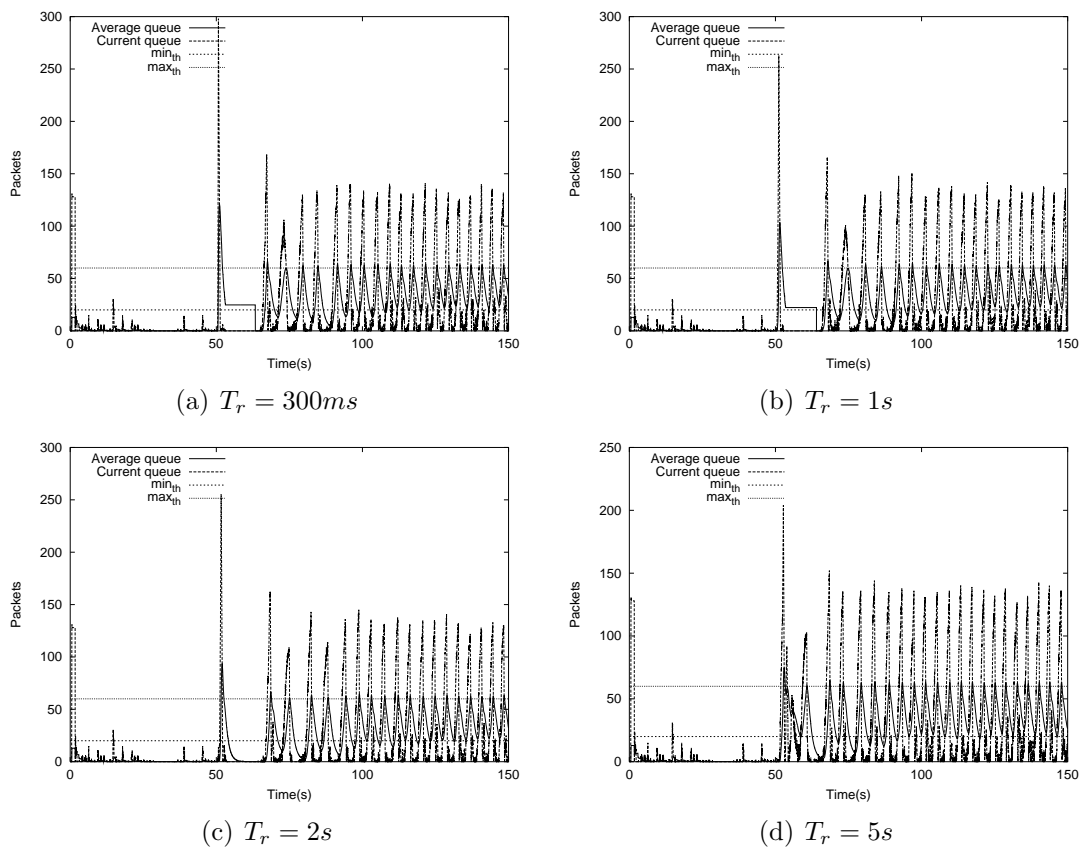 300
250
200
150
100
50
0
0 50 100 150
Packets
Time(s)
Average queue
Current queue
min_th
max_th
(a) T_r = 300ms
300
250
200
150
100
50
0
0 50 100 150
Packets
Time(s)
Average queue
Current queue
min_th
max_th
(b) T_r = 1s
300
250
200
150
100
50
0
0 50 100 150
Packets
Time(s)
Average queue
Current queue
min_th
max_th
(c) T_r = 2s
250
200
150
100
50
0
0 50 100 150
Packets
Time(s)
Average queue
Current queue
min_th
max_th
(d) T_r = 5s